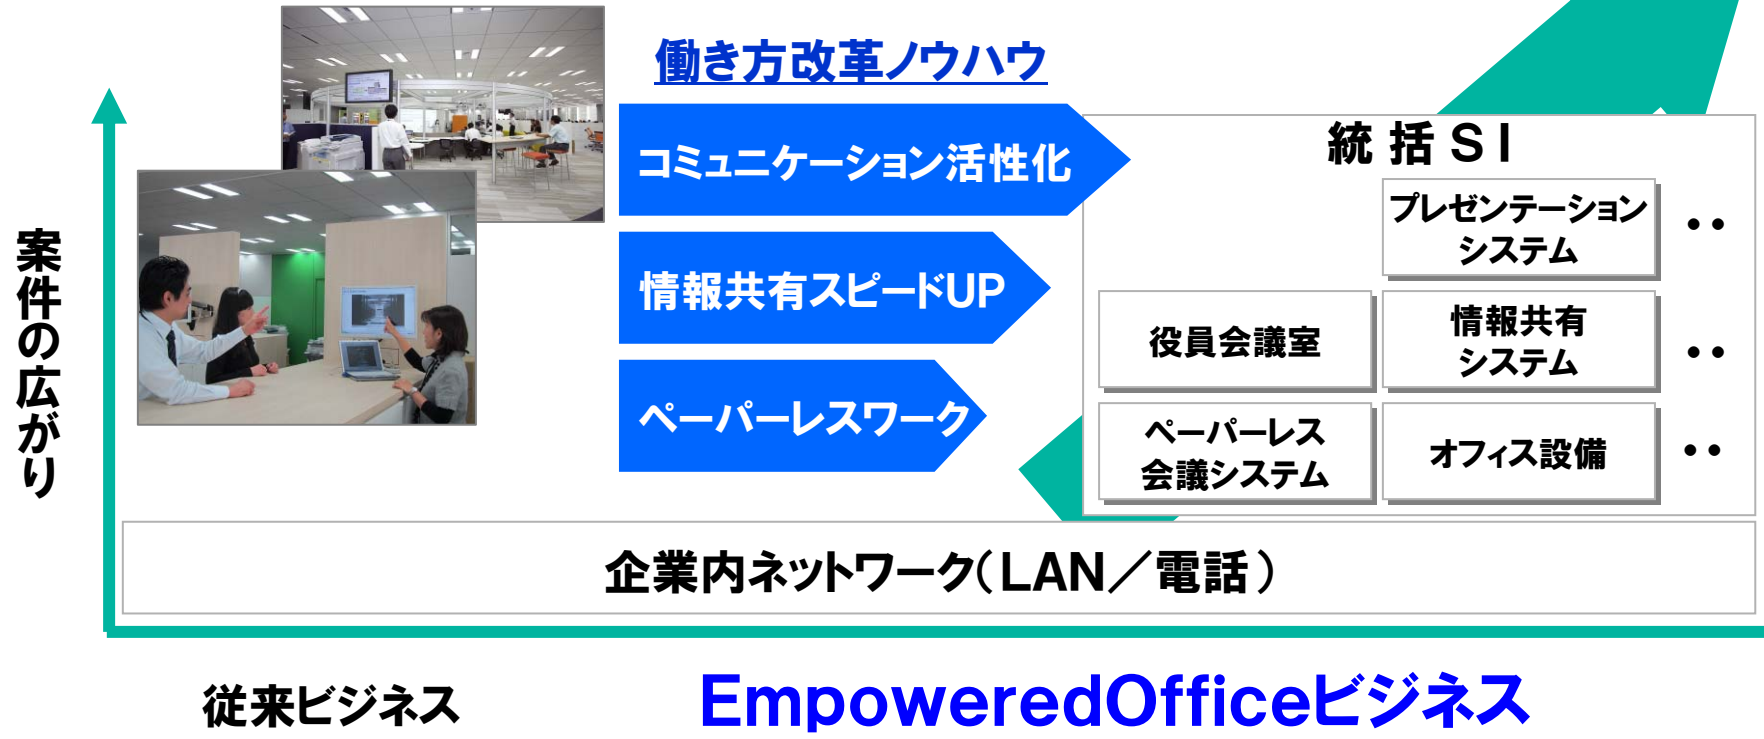 働き方改革ノウハウ
コミュニケーション活性化
情報共有スピードUP
ペーパーレスワーク
統括SI
プレゼンテーション
システム
・・
役員会議室
情報共有
システム
・・
ペーパーレス
会議システム
オフィス設備
・・
企業内ネットワーク(LAN／電話)
案件の広がり
従来ビジネス
EmpoweredOfficeビジネス